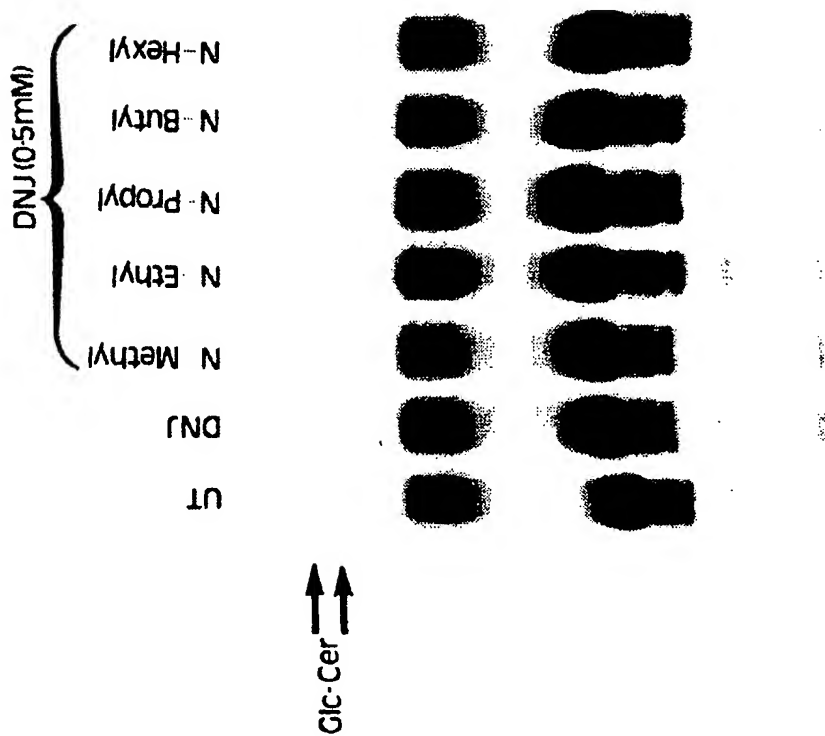 DNJ (0·5mM)
N-Hexyl
N-Butyl
N-Propyl
N Ethyl
N Methyl
DNJ
UT
Glc-Cer